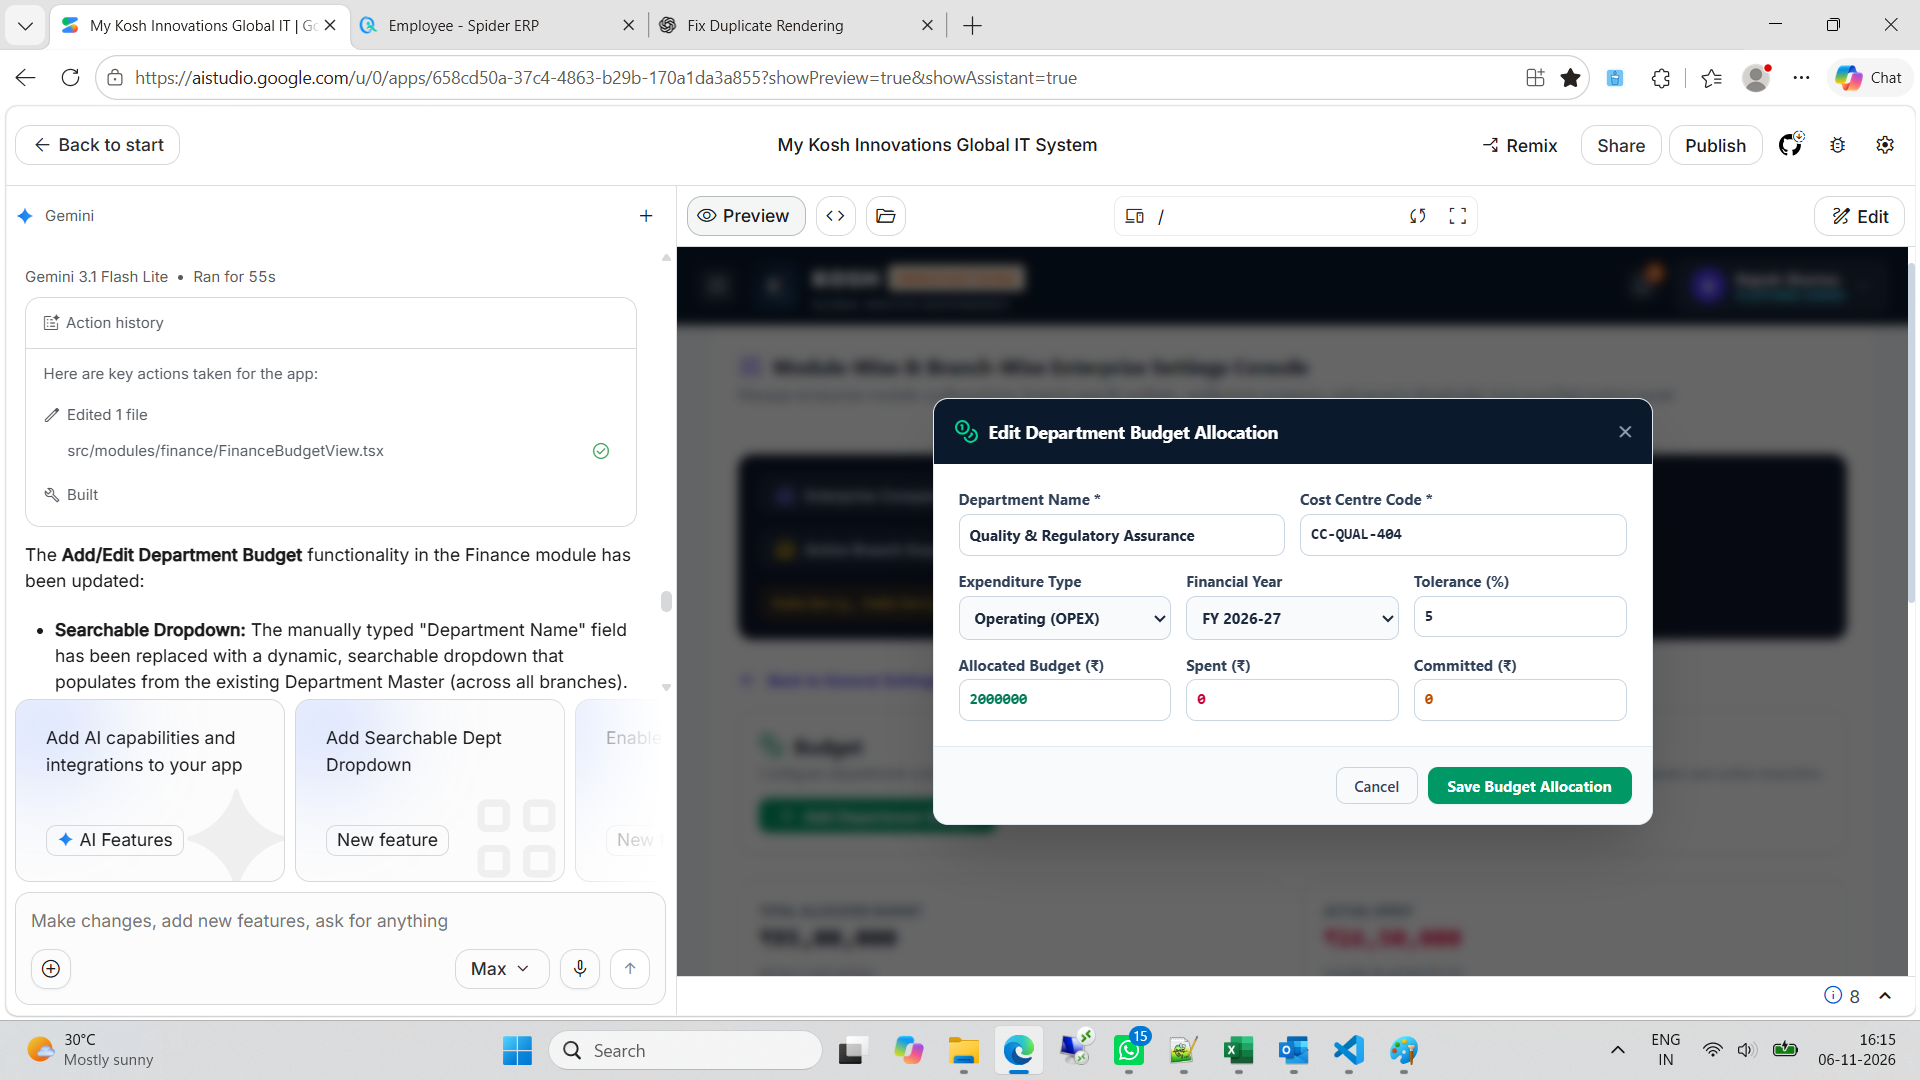 My Kosh Innovations Global IT | Go
Employee - Spider ERP
Fix Duplicate Rendering
https://aistudio.google.com/u/0/apps/658cd50a-37c4-4863-b29b-170a1da3a855?showPreview=true&showAssistant=true
Chat
Back to start
My Kosh Innovations Global IT System
Remix
Share
Publish
Gemini
Preview
/
Edit
Gemini 3.1 Flash Lite • Ran for 55s
Action history
Here are key actions taken for the app:
Edited 1 file
src/modules/finance/FinanceBudgetView.tsx
Built
The Add/Edit Department Budget functionality in the Finance module has
been updated:
• Searchable Dropdown: The manually typed "Department Name" field
has been replaced with a dynamic, searchable dropdown that
populates from the existing Department Master (across all branches).
Add AI capabilities and
integrations to your app
AI Features
Add Searchable Dept
Dropdown
New feature
Enable
New
Make changes, add new features, ask for anything
Max
Module-Wise & Branch-Wise Enterprise Settings Console
Edit Department Budget Allocation
Department Name *
Cost Centre Code *
Quality & Regulatory Assurance
CC-QUAL-404
Expenditure Type
Financial Year
Tolerance (%)
Operating (OPEX)
FY 2026-27
5
Allocated Budget (₹)
Spent (₹)
Committed (₹)
2000000
0
0
Cancel
Save Budget Allocation
Budget
8
30°C
Mostly sunny
Search
15
ENG
IN
16:15
06-11-2026